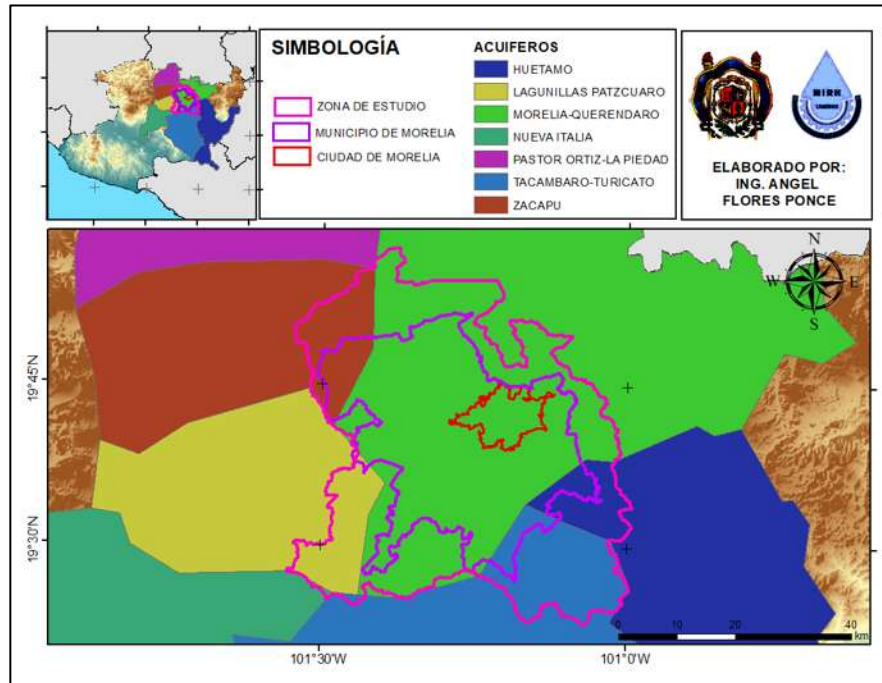 SIMBOLOGÍA
ZONA DE ESTUDIO
MUNICIPIO DE MORELIA
CIUDAD DE MORELIA
ACUIFEROS
HUETAMO
LAGUNILLAS PATZCUARO
MORELIA-QUERENDARO
NUEVA ITALIA
PASTOR ORTIZ-LA PIEDAD
TACAMBARO-TURICATO
ZACAPU
ELABORADO POR:
ING. ANGEL
FLORES PONCE
N
W
E
S
19°45'N
19°30'N
0
10
20
40
km
101°30'W
101°0'W